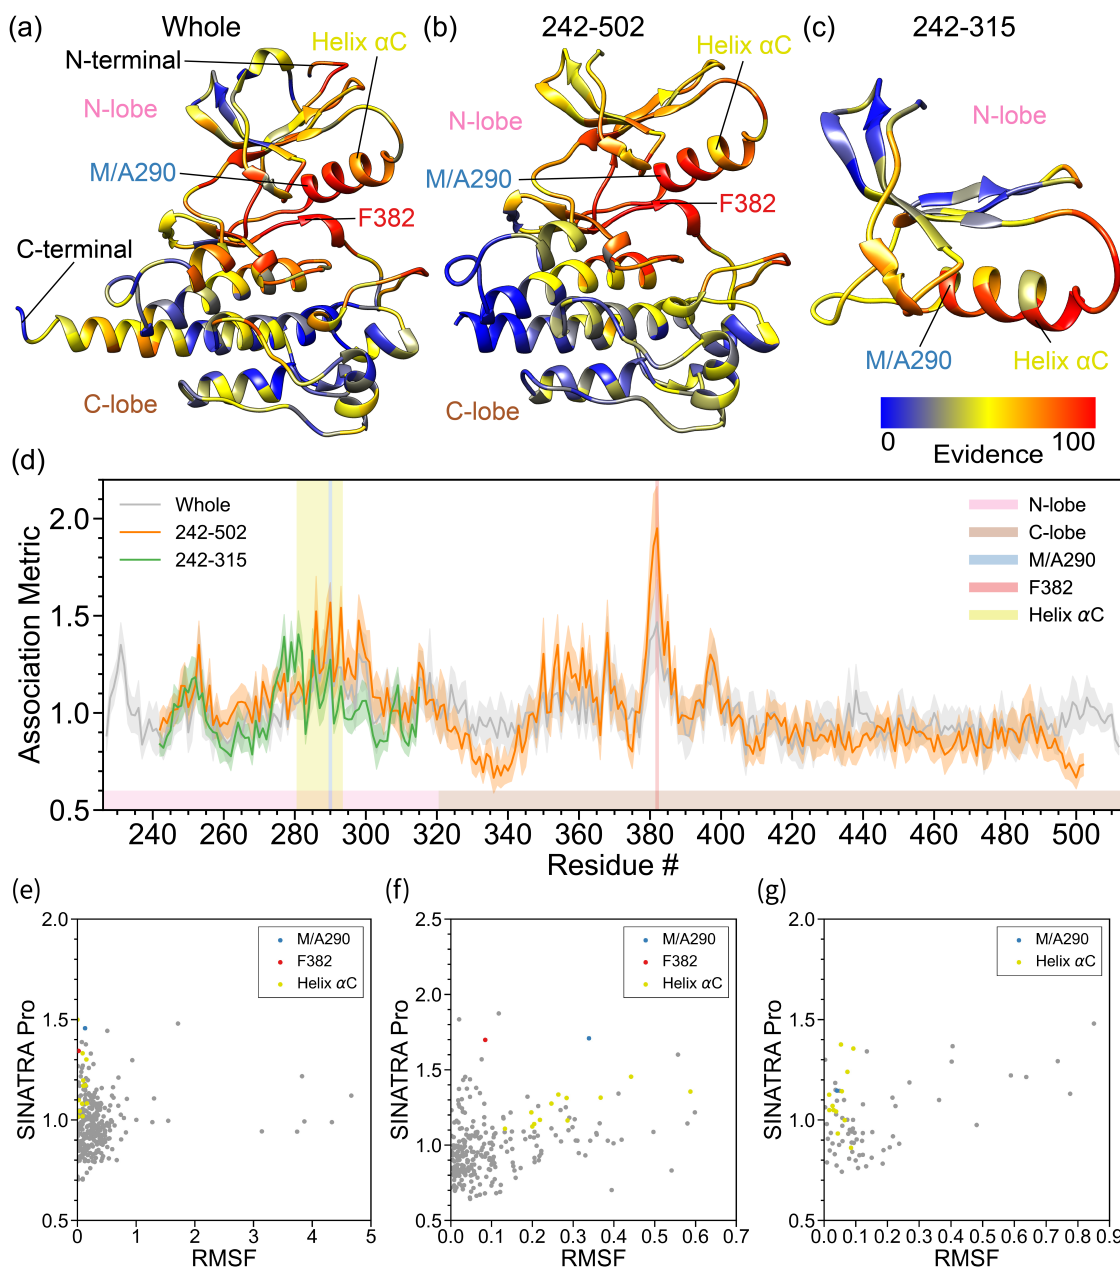 (a) Whole
N-terminal
Helix αC
N-lobe
M/A290
F382
C-terminal
C-lobe
(b) 242-502
Helix αC
N-lobe
M/A290
F382
C-lobe
(c) 242-315
N-lobe
M/A290
Helix αC
0 100
Evidence
(d)
Association Metric
2.0
1.5
1.0
0.5
Whole
242-502
242-315
N-lobe
C-lobe
M/A290
F382
Helix αC
240 260 280 300 320 340 360 380 400 420 440 460 480 500
Residue #
(e)
SINATRA Pro
2.0
1.5
1.0
0.5
M/A290
F382
Helix αC
0 1 2 3 4 5
RMSF
(f)
SINATRA Pro
2.5
2.0
1.5
1.0
0.5
M/A290
F382
Helix αC
0.0 0.1 0.2 0.3 0.4 0.5 0.6 0.7
RMSF
(g)
SINATRA Pro
2.0
1.5
1.0
0.5
M/A290
Helix αC
0.0 0.1 0.2 0.3 0.4 0.5 0.6 0.7 0.8 0.9
RMSF